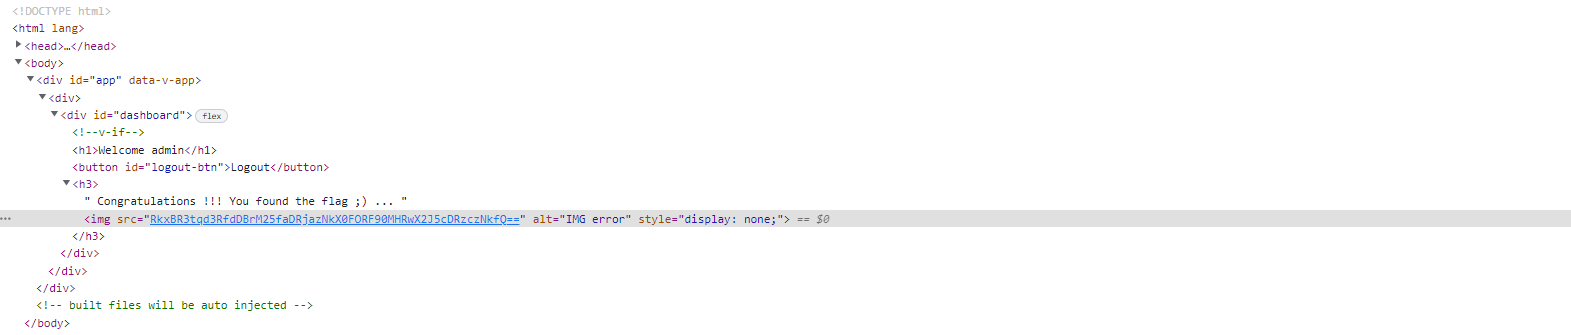 <!DOCTYPE html>
<html lang>
<head>…</head>
<body>
<div id="app" data-v-app>
<div>
<div id="dashboard"> flex
<!--v-if-->
<h1>Welcome admin</h1>
<button id="logout-btn">Logout</button>
<h3>
" Congratulations !!! You found the flag ;) ... "
<img src="RkxBR3tqd3RfdDBrM25faDRjazNkX0FORF90MHRwX2J5cDRzczNkfQ==" alt="IMG error" style="display: none;"> == $0
</h3>
</div>
</div>
</div>
<!-- built files will be auto injected -->
</body>